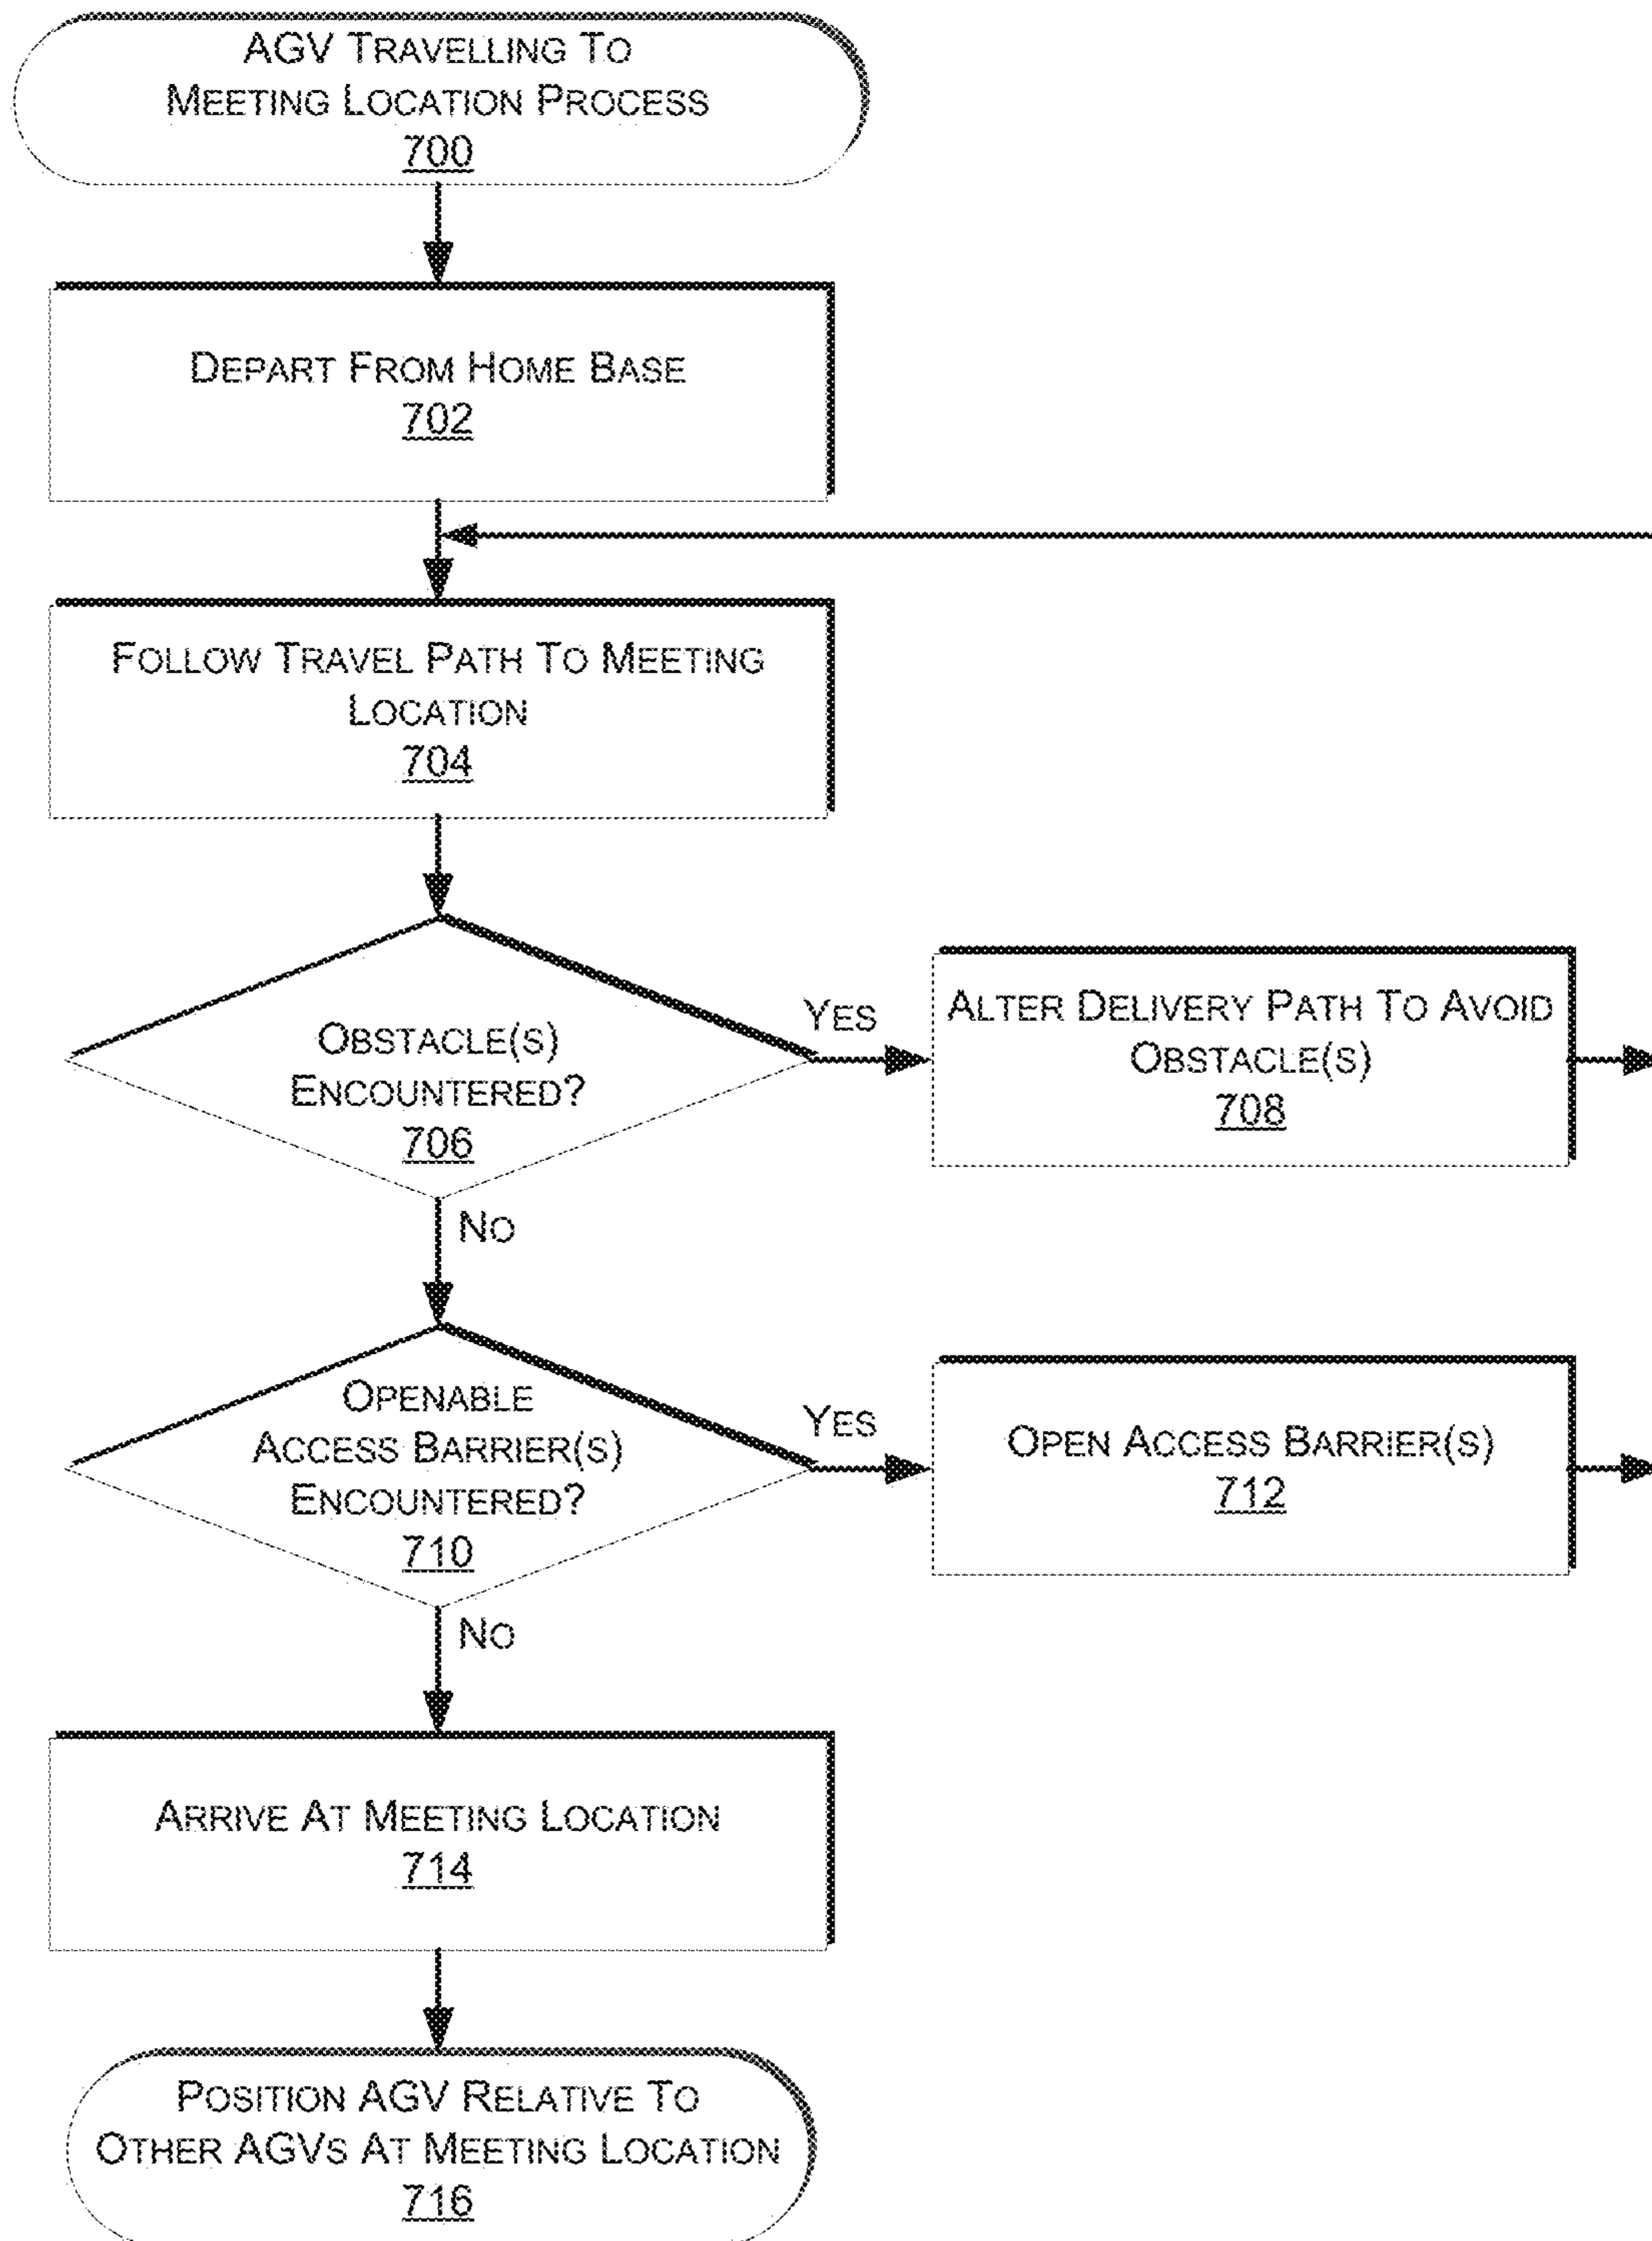 AGV TRAVELLING TO
MEETING LOCATION PROCESS
700
DEPART FROM HOME BASE
702
FOLLOW TRAVEL PATH TO MEETING
LOCATION
704
OBSTACLE(S)
ENCOUNTERED?
706
YES
ALTER DELIVERY PATH TO AVOID
OBSTACLE(S)
708
NO
OPENABLE
ACCESS BARRIER(S)
ENCOUNTERED?
710
YES
OPEN ACCESS BARRIER(S)
712
NO
ARRIVE AT MEETING LOCATION
714
POSITION AGV RELATIVE TO
OTHER AGVS AT MEETING LOCATION
716